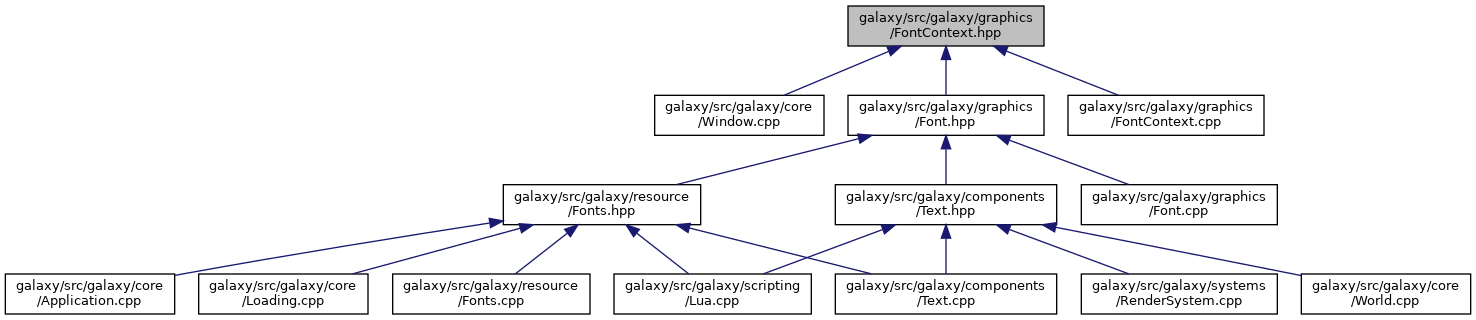 galaxy/src/galaxy/graphics
/FontContext.hpp
galaxy/src/galaxy/core
/Window.cpp
galaxy/src/galaxy/graphics
/Font.hpp
galaxy/src/galaxy/graphics
/FontContext.cpp
galaxy/src/galaxy/resource
/Fonts.hpp
galaxy/src/galaxy/components
/Text.hpp
galaxy/src/galaxy/graphics
/Font.cpp
galaxy/src/galaxy/core
/Application.cpp
galaxy/src/galaxy/core
/Loading.cpp
galaxy/src/galaxy/resource
/Fonts.cpp
galaxy/src/galaxy/scripting
/Lua.cpp
galaxy/src/galaxy/components
/Text.cpp
galaxy/src/galaxy/systems
/RenderSystem.cpp
galaxy/src/galaxy/core
/World.cpp